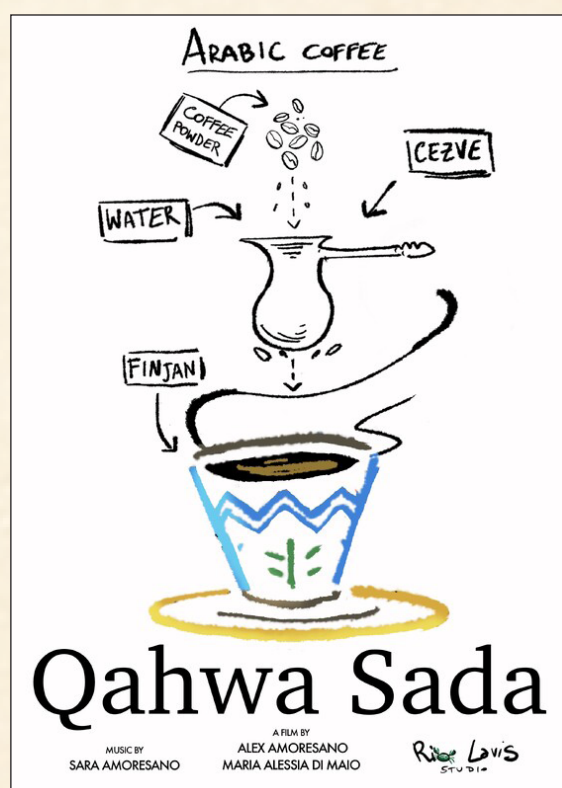 ARABIC COFFEE
COFFEE
POWDER
CEZVE
WATER
FINJAN
Qahwa Sada
MUSIC BY
SARA AMORESANO
A FILM BY
ALEX AMORESANO
MARIA ALESSIA DI MAIO
Lavis
STUDIO